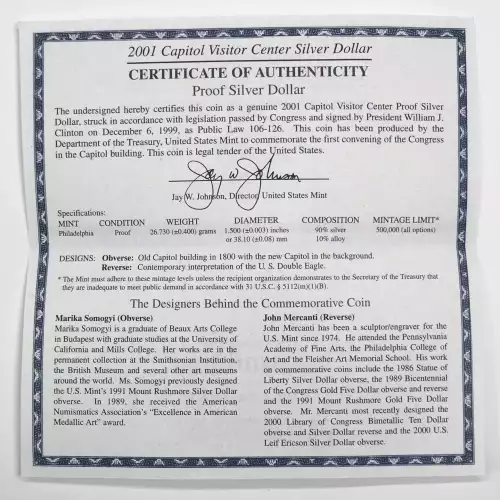 2001 Capitol Visitor Center Silver Dollar
CERTIFICATE OF AUTHENTICITY
Proof Silver Dollar
The undersigned hereby certifies this coin as a genuine 2001 Capitol Visitor Center Proof Silver
Dollar, struck in accordance with legislation passed by Congress and signed by President William J.
Clinton on December 6, 1999, as Public Law 106-126. This coin has been produced by the
Department of the Treasury, United States Mint to commemorate the first convening of the Congress
in the Capitol building. This coin is legal tender of the United States.
Jay W. Johnson
Jay W. Johnson, Director, United States Mint
Specifications:
MINT CONDITION WEIGHT DIAMETER COMPOSITION MINTAGE LIMIT*
Philadelphia Proof 26.730 (±0.400) grams 1.500 (±0.003) inches 90% silver 500,000 (all options)
or 38.10 (±0.08) mm 10% alloy
DESIGNS: Obverse: Old Capitol building in 1800 with the new Capitol in the background.
Reverse: Contemporary interpretation of the U. S. Double Eagle.
* The Mint must adhere to these mintage levels unless the recipient organization demonstrates to the Secretary of the Treasury that
they are inadequate to meet public demand in accordance with 31 U.S.C. § 5112(m)(1)(B).
The Designers Behind the Commemorative Coin
Marika Somogyi (Obverse)
Marika Somogyi is a graduate of Beaux Arts College
in Budapest with graduate studies at the University of
California and Mills College. Her works are in the
permanent collection at the Smithsonian Institution,
the British Museum and several other art museums
around the world. Ms. Somogyi previously designed
the U.S. Mint's 1991 Mount Rushmore Silver Dollar
obverse. In 1989, she received the American
Numismatics Association's "Excellence in American
Medallic Art" award.
John Mercanti (Reverse)
John Mercanti has been a sculptor/engraver for the
U.S. Mint since 1974. He attended the Pennsylvania
Academy of Fine Arts, the Philadelphia College of
Art and the Fleisher Art Memorial School. His work
on commemorative coins include the 1986 Statue of
Liberty Silver Dollar obverse, the 1989 Bicentennial
of the Congress Gold Five Dollar obverse and reverse
and the 1991 Mount Rushmore Gold Five Dollar
obverse. Mr. Mercanti most recently designed the
2000 Library of Congress Bimetallic Ten Dollar
obverse and Silver Dollar reverse and the 2000 U.S.
Leif Ericson Silver Dollar obverse.